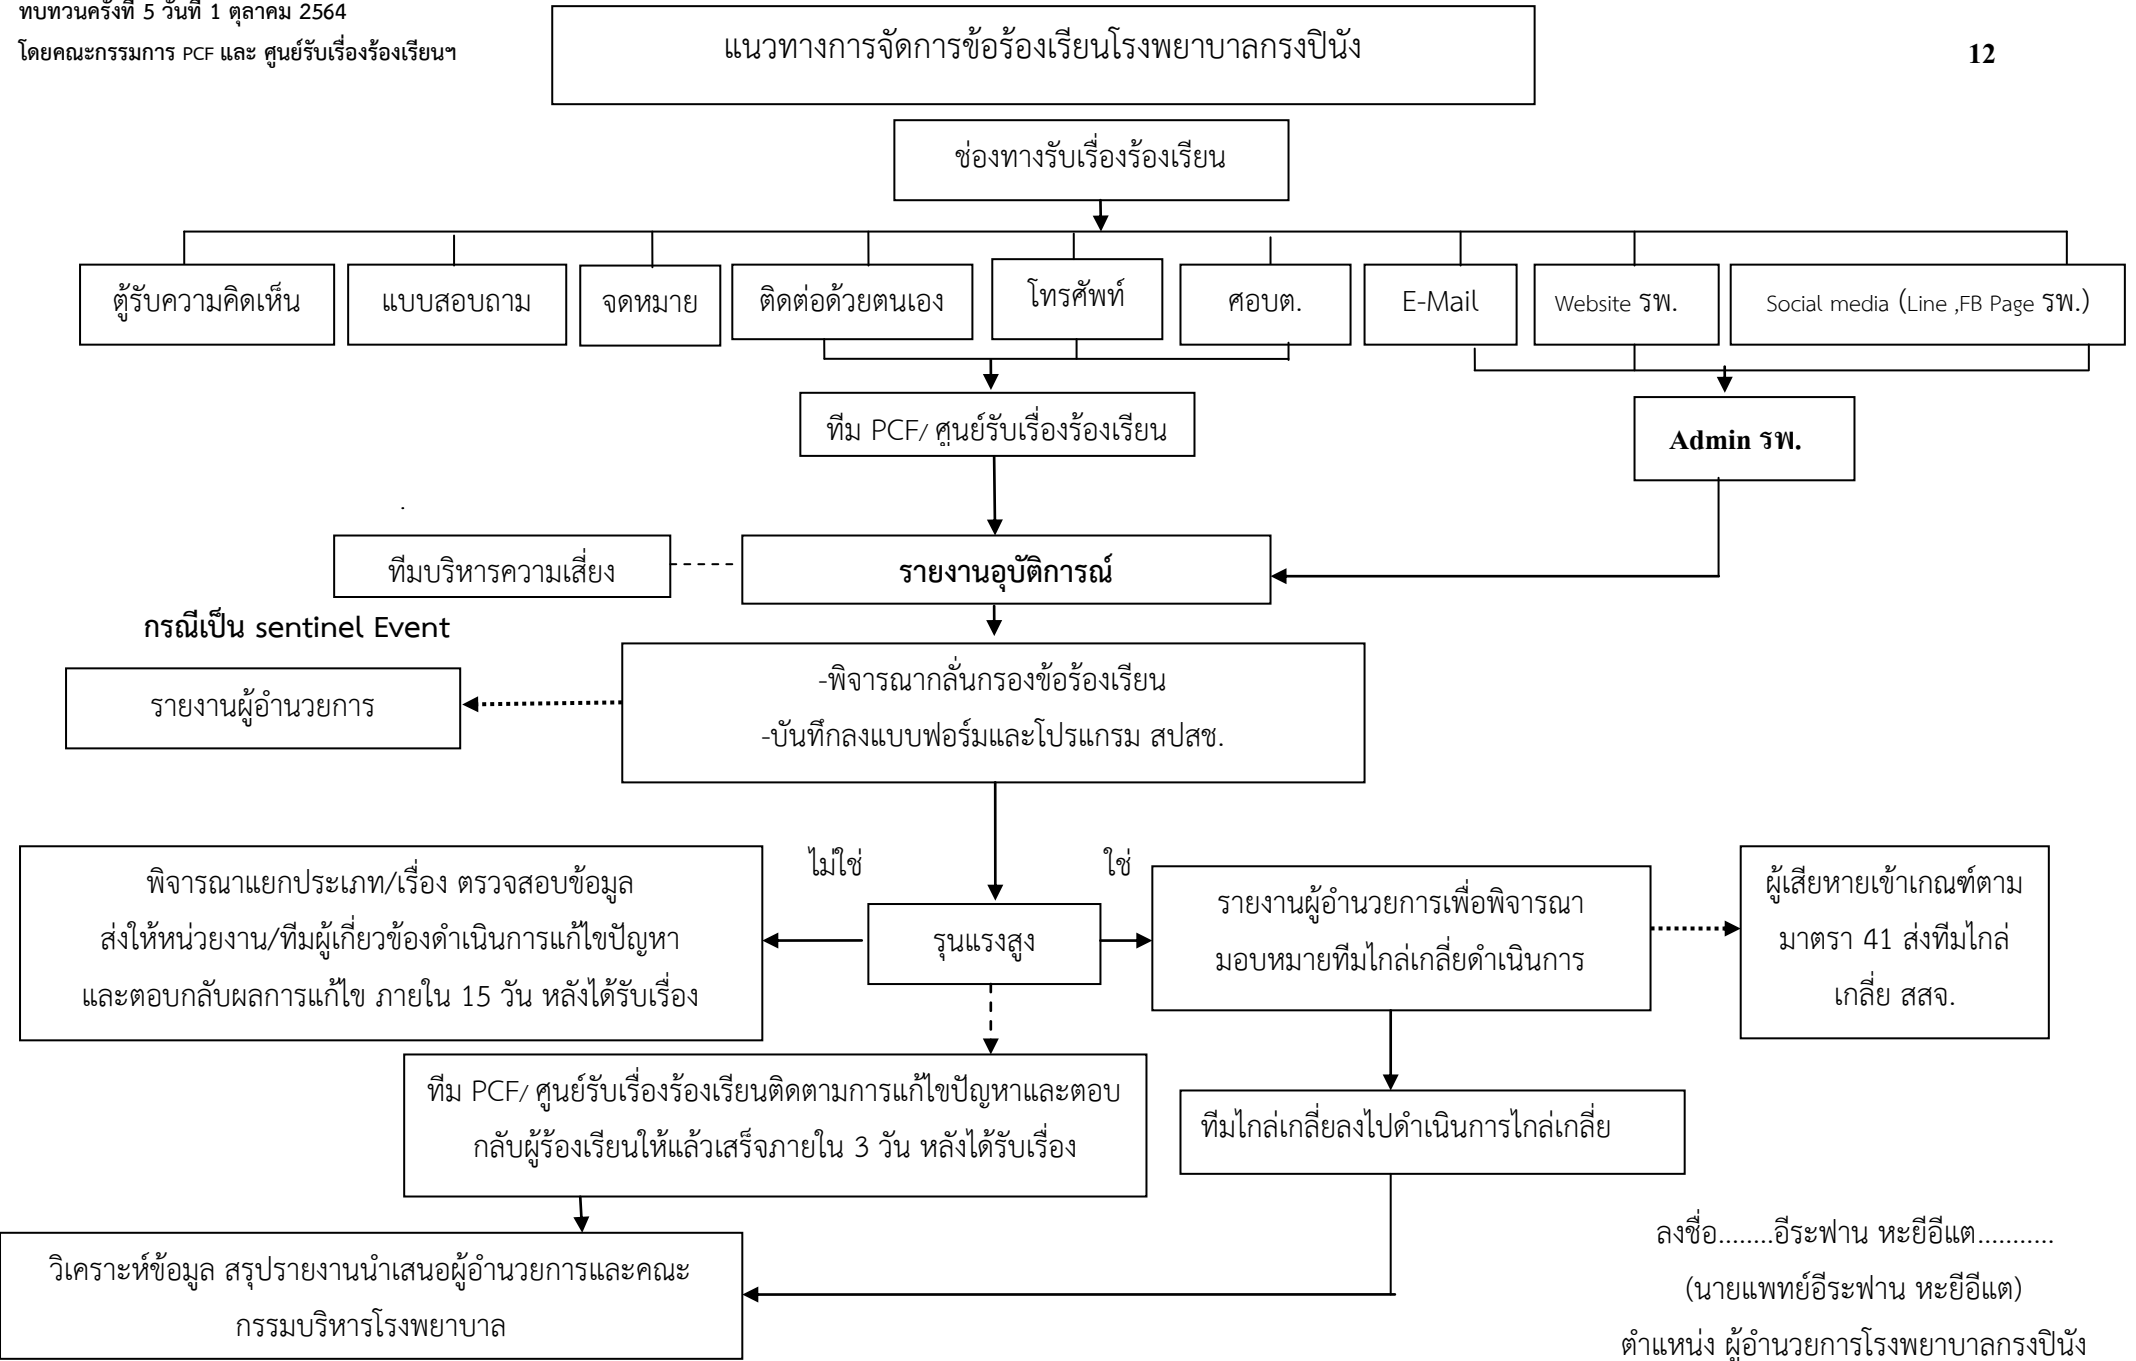 ทบทวนครั้งที่ 5 วันที่ 1 ตุลาคม 2564
โดยคณะกรรมการ PCF และ ศูนย์รับเรื่องร้องเรียนฯ
แนวทางการจัดการข้อร้องเรียนโรงพยาบาลกรงปินัง
12
ช่องทางรับเรื่องร้องเรียน
ตู้รับความคิดเห็น
แบบสอบถาม
จดหมาย
ติดต่อด้วยตนเอง
โทรศัพท์
ศอบต.
E-Mail
Website รพ.
Social media (Line ,FB Page รพ.)
ทีม PCF/ ศูนย์รับเรื่องร้องเรียน
Admin รพ.
ทีมบริหารความเสี่ยง
รายงานอุบัติการณ์
กรณีเป็น sentinel Event
รายงานผู้อำนวยการ
-พิจารณากลั่นกรองข้อร้องเรียน
-บันทึกลงแบบฟอร์มและโปรแกรม สปสช.
พิจารณาแยกประเภท/เรื่อง ตรวจสอบข้อมูล
ส่งให้หน่วยงาน/ทีมผู้เกี่ยวข้องดำเนินการแก้ไขปัญหา
และตอบกลับผลการแก้ไข ภายใน 15 วัน หลังได้รับเรื่อง
ไม่ใช่
ใช่
รุนแรงสูง
รายงานผู้อำนวยการเพื่อพิจารณา
มอบหมายทีมไกล่เกลี่ยดำเนินการ
ผู้เสียหายเข้าเกณฑ์ตาม
มาตรา 41 ส่งทีมไกล่
เกลี่ย สสจ.
ทีม PCF/ ศูนย์รับเรื่องร้องเรียนติดตามการแก้ไขปัญหาและตอบ
กลับผู้ร้องเรียนให้แล้วเสร็จภายใน 3 วัน หลังได้รับเรื่อง
ทีมไกล่เกลี่ยลงไปดำเนินการไกล่เกลี่ย
วิเคราะห์ข้อมูล สรุปรายงานนำเสนอผู้อำนวยการและคณะ
กรรมบริหารโรงพยาบาล
ลงชื่อ........อีระฟาน หะยีอีแต...........
(นายแพทย์อีระฟาน หะยีอีแต)
ตำแหน่ง ผู้อำนวยการโรงพยาบาลกรงปินัง